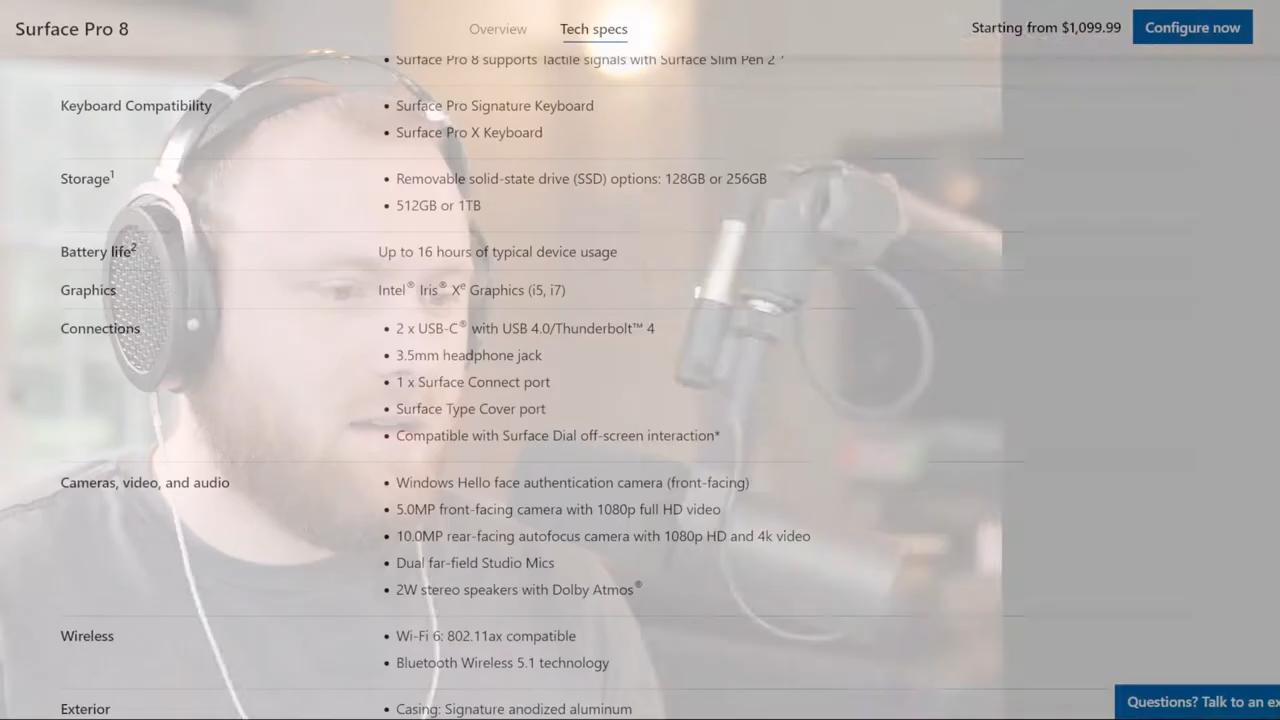 Surface Pro 8
Overview
Tech specs
Starting from $1,099.99
Configure now
• Surface Pro 8 supports Tactile signals with Surface Slim Pen 2
Keyboard Compatibility
• Surface Pro Signature Keyboard
• Surface Pro X Keyboard
Storage1
• Removable solid-state drive (SSD) options: 128GB or 256GB
• 512GB or 1TB
Battery life2
Up to 16 hours of typical device usage
Graphics
Intel® Iris® Xe Graphics (i5, i7)
Connections
• 2 x USB-C® with USB 4.0/Thunderbolt™ 4
• 3.5mm headphone jack
• 1 x Surface Connect port
• Surface Type Cover port
• Compatible with Surface Dial off-screen interaction*
Cameras, video, and audio
• Windows Hello face authentication camera (front-facing)
• 5.0MP front-facing camera with 1080p full HD video
• 10.0MP rear-facing autofocus camera with 1080p HD and 4k video
• Dual far-field Studio Mics
• 2W stereo speakers with Dolby Atmos®
Wireless
• Wi-Fi 6: 802.11ax compatible
• Bluetooth Wireless 5.1 technology
Exterior
• Casing: Signature anodized aluminum
Questions? Talk to an